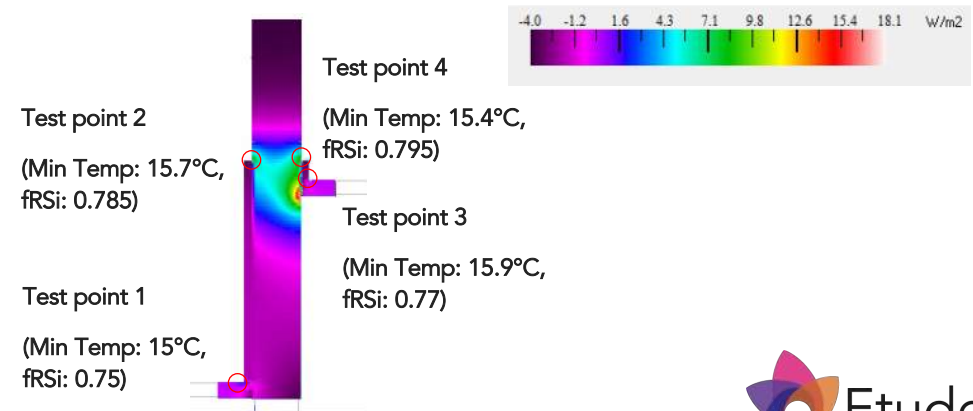 -4.0 -1.2 1.6 4.3 7.1 9.8 12.6 15.4 18.1 W/m2
Test point 4
(Min Temp: 15.4°C,
fRSi: 0.795)
Test point 2
(Min Temp: 15.7°C,
fRSi: 0.785)
Test point 3
(Min Temp: 15.9°C,
fRSi: 0.77)
Test point 1
(Min Temp: 15°C,
fRSi: 0.75)
Etude